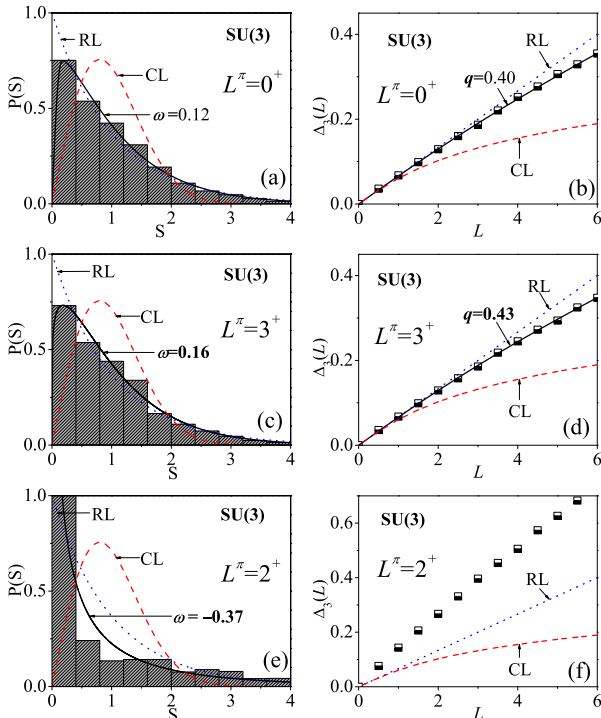 1.0
RL
SU(3)
CL
L^π=0^+
P(S)
0.5
ω=0.12
(a)
0.0
0 1 2 3 4
S
0.4
SU(3)
RL
q=0.40
L^π=0^+
Δ₃(L)
0.2
CL
(b)
0.0
0 2 4 6
L
1.0
RL
SU(3)
CL
L^π=3^+
P(S)
0.5
ω=0.16
(c)
0.0
0 1 2 3 4
S
0.4
SU(3)
RL
q=0.43
L^π=3^+
Δ₃(L)
0.2
CL
(d)
0.0
0 2 4 6
L
1.0
RL
SU(3)
CL
L^π=2^+
P(S)
0.5
ω = −0.37
(e)
0.0
0 1 2 3 4
S
0.6
SU(3)
L^π=2^+
0.4
RL
Δ₃(L)
0.2
CL
(f)
0.0
0 2 4 6
L